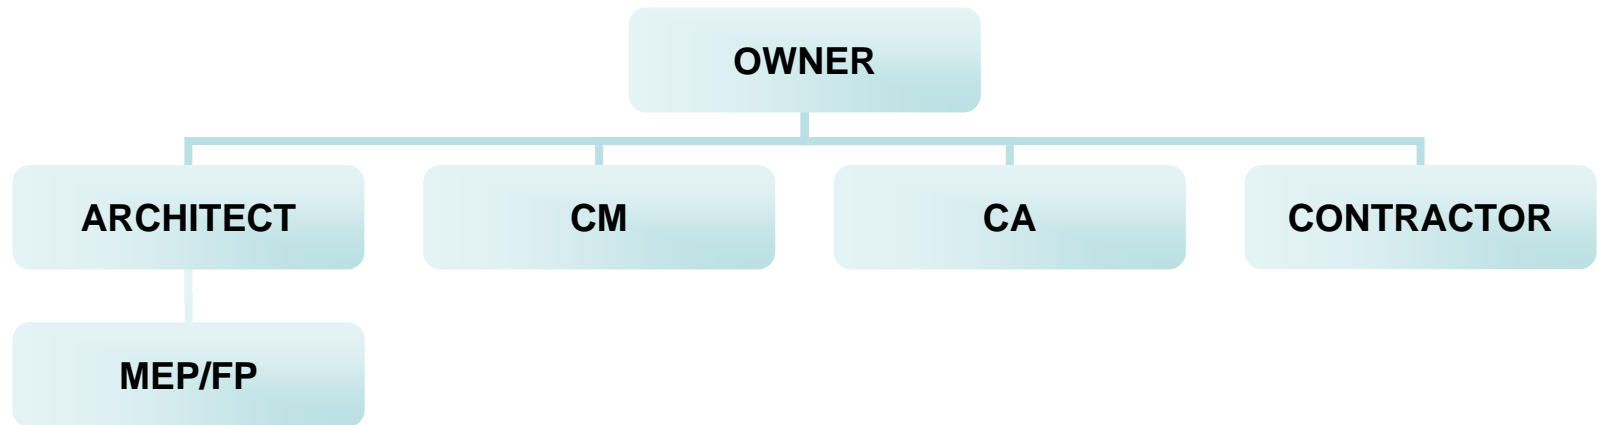 OWNER
ARCHITECT
CM
CA
CONTRACTOR
MEP/FP